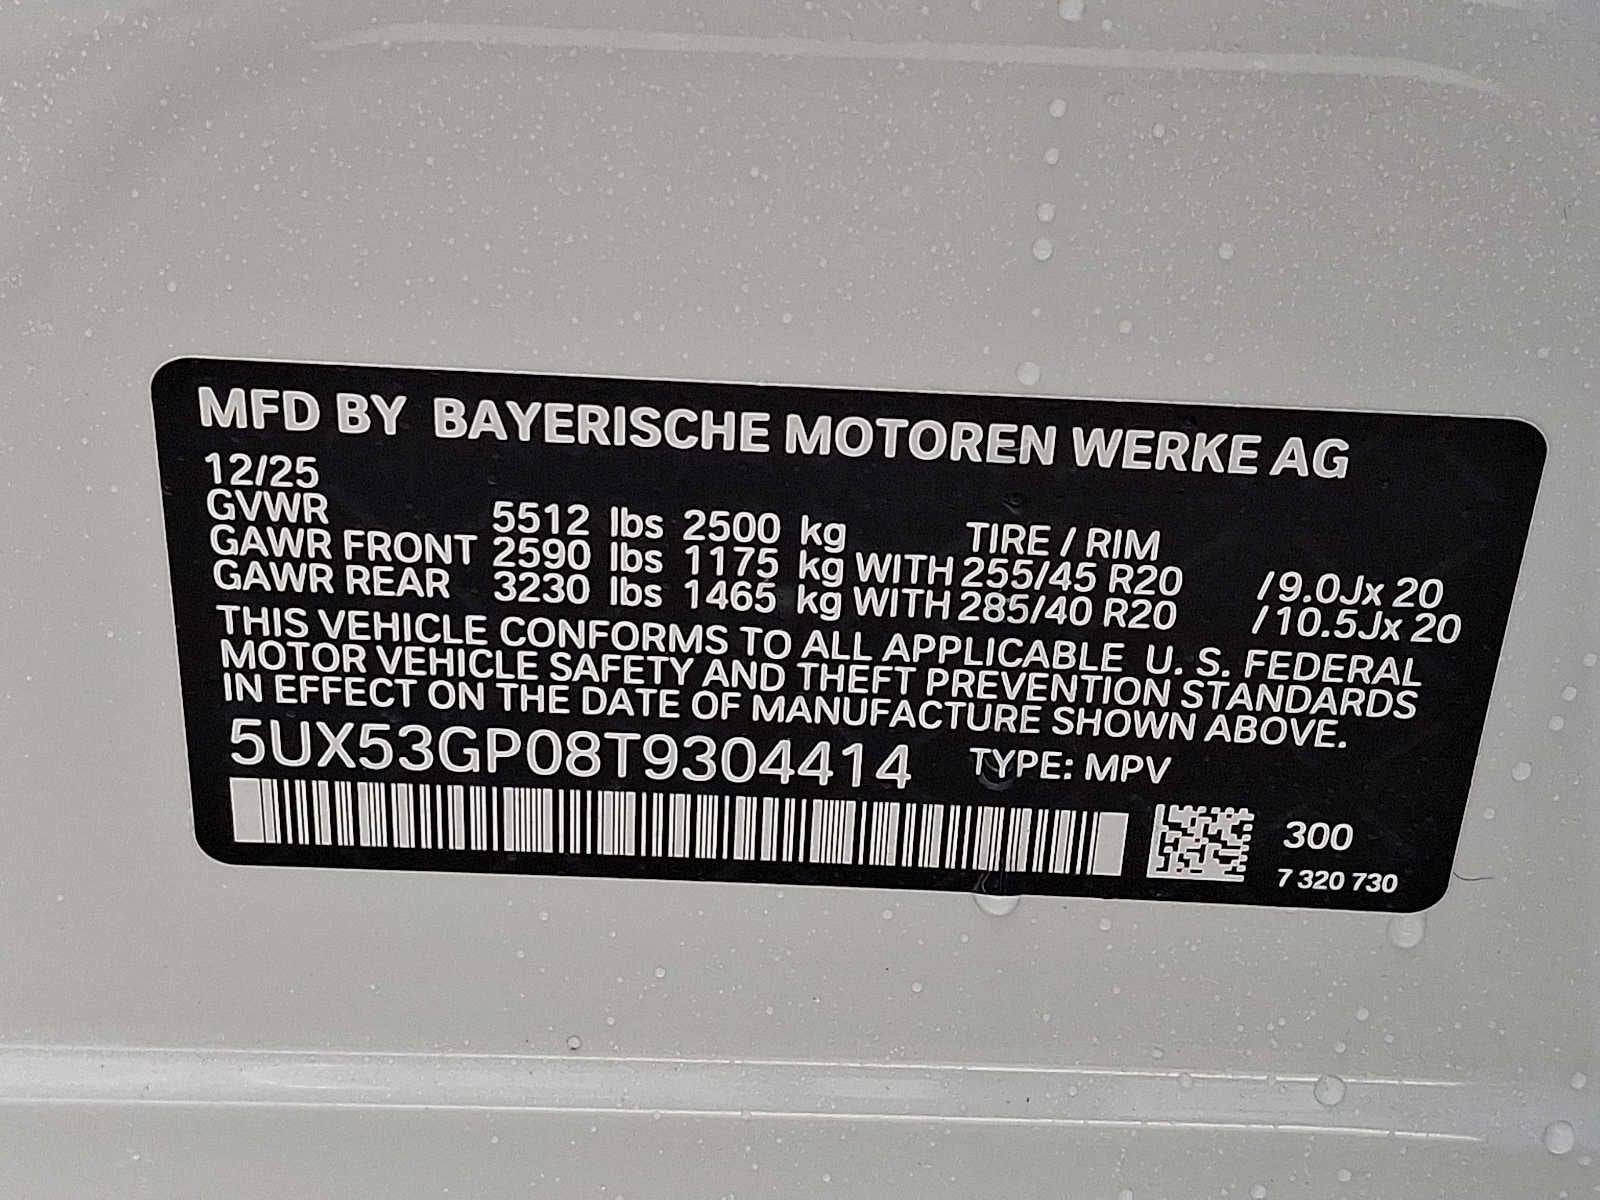 MFD BY BAYERISCHE MOTOREN WERKE AG
12/25
GVWR 5512 lbs 2500 kg TIRE / RIM
GAWR FRONT 2590 lbs 1175 kg WITH 255/45 R20 /9.0Jx 20
GAWR REAR 3230 lbs 1465 kg WITH 285/40 R20 /10.5Jx 20
THIS VEHICLE CONFORMS TO ALL APPLICABLE U. S. FEDERAL
MOTOR VEHICLE SAFETY AND THEFT PREVENTION STANDARDS
IN EFFECT ON THE DATE OF MANUFACTURE SHOWN ABOVE.
5UX53GP08T9304414 TYPE: MPV
300
7 320 730